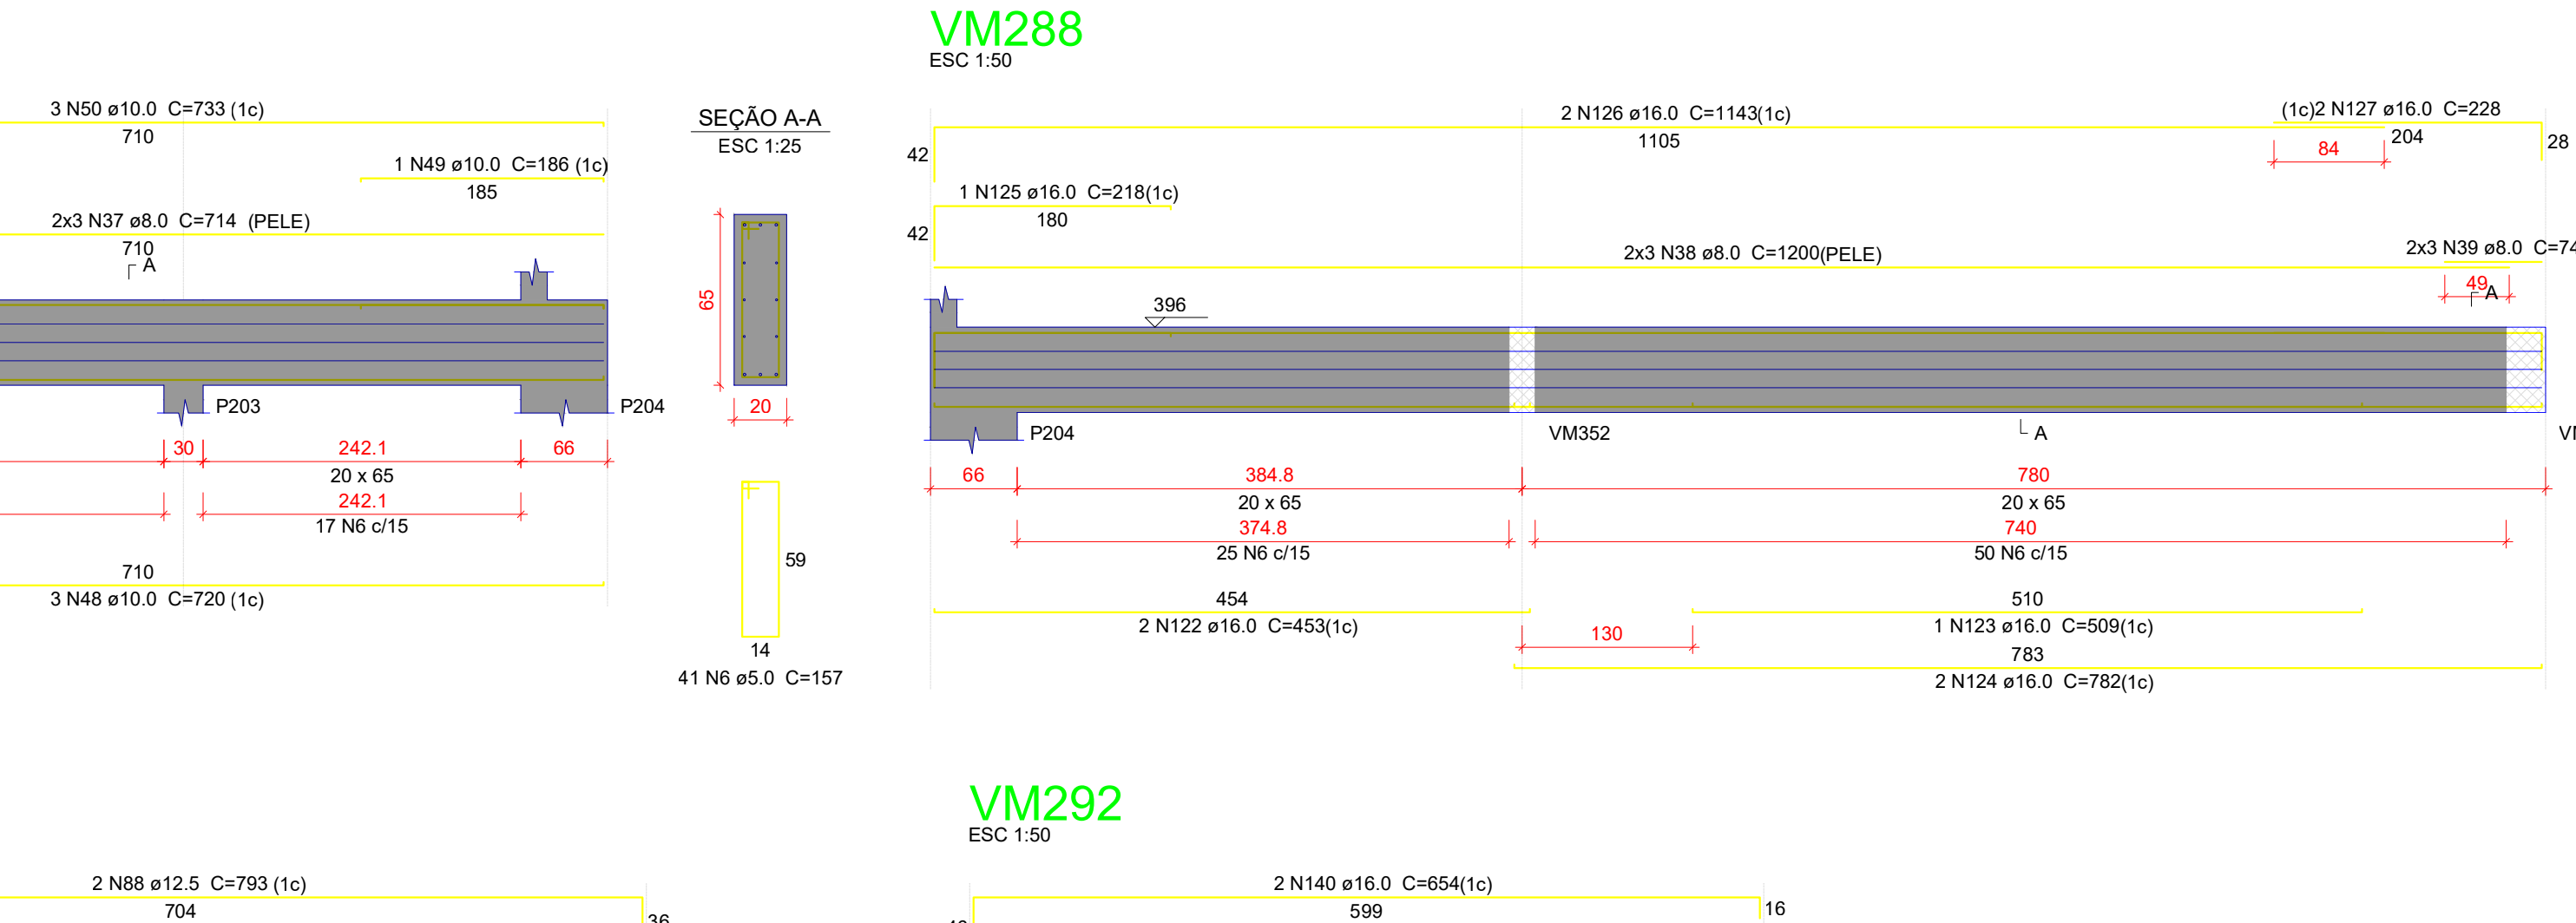 VM288
ESC 1:50
3 N50 ø10.0 C=733 (1c)
710
1 N49 ø10.0 C=186 (1c)
185
2x3 N37 ø8.0 C=714 (PELE)
710
A
P203
P204
30
242.1
66
20 x 65
242.1
17 N6 c/15
710
3 N48 ø10.0 C=720 (1c)
SEÇÃO A-A
ESC 1:25
65
20
59
14
41 N6 ø5.0 C=157
2 N126 ø16.0 C=1143(1c)
1105
42
(1c)2 N127 ø16.0 C=228
204
28
84
1 N125 ø16.0 C=218(1c)
180
42
2x3 N38 ø8.0 C=1200(PELE)
2x3 N39 ø8.0 C=74
49
A
396
P204
VM352
A
66
384.8
780
20 x 65
20 x 65
374.8
740
25 N6 c/15
50 N6 c/15
454
2 N122 ø16.0 C=453(1c)
510
130
1 N123 ø16.0 C=509(1c)
783
2 N124 ø16.0 C=782(1c)
VM292
ESC 1:50
2 N88 ø12.5 C=793 (1c)
704
36
2 N140 ø16.0 C=654(1c)
599
16